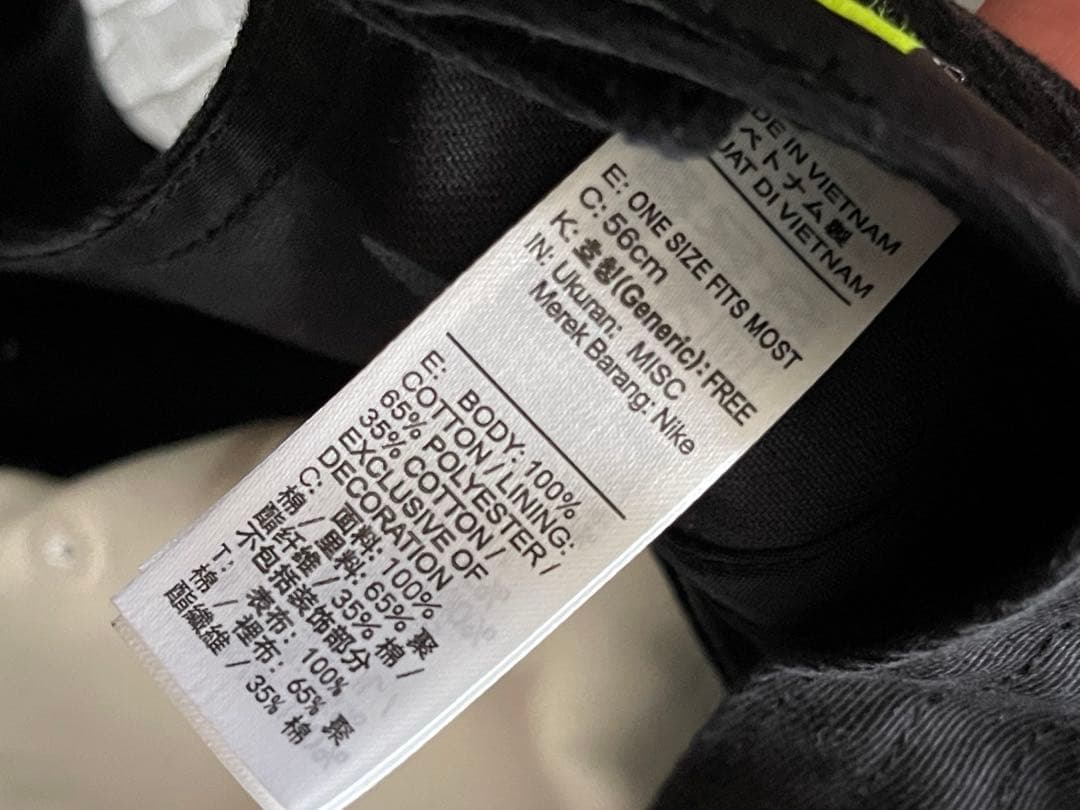 DE IN VIETNAM
ベトナム製
UAT DI VIETNAM
E: ONE SIZE FITS MOST
C: 56cm
K: 호칭(Generic): FREE
IN: Ukuran: MISC
Merek Barang: Nike
E: BODY: 100%
COTTON / LINING:
65% POLYESTER /
35% COTTON /
EXCLUSIVE OF
DECORATION
C: 面料: 100%
棉 / 里料: 65% 聚
酯纤维 / 35% 棉 /
不包括装饰部分
T: 表布: 100%
棉 / 裡布: 65% 聚
酯纖維 / 35% 棉